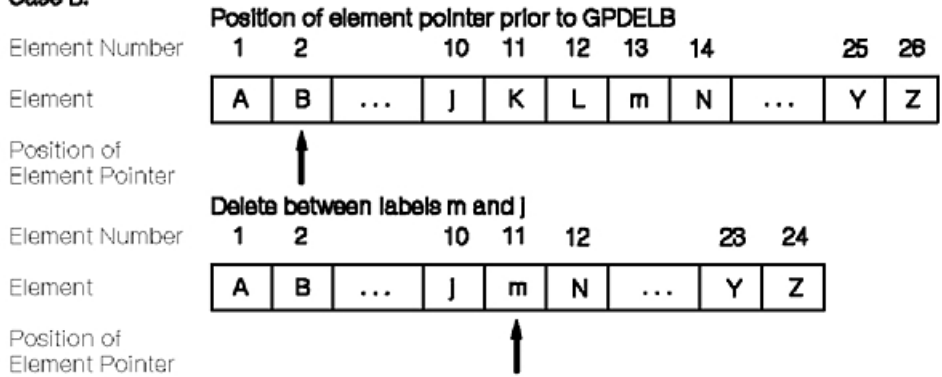 Position of element pointer prior to GPDELB
Element Number 1 2 10 11 12 13 14 25 26
Element A B ... j K L m N ... Y Z
Position of
Element Pointer
Delete between labels m and j
Element Number 1 2 10 11 12 23 24
Element A B ... j m N ... Y Z
Position of
Element Pointer